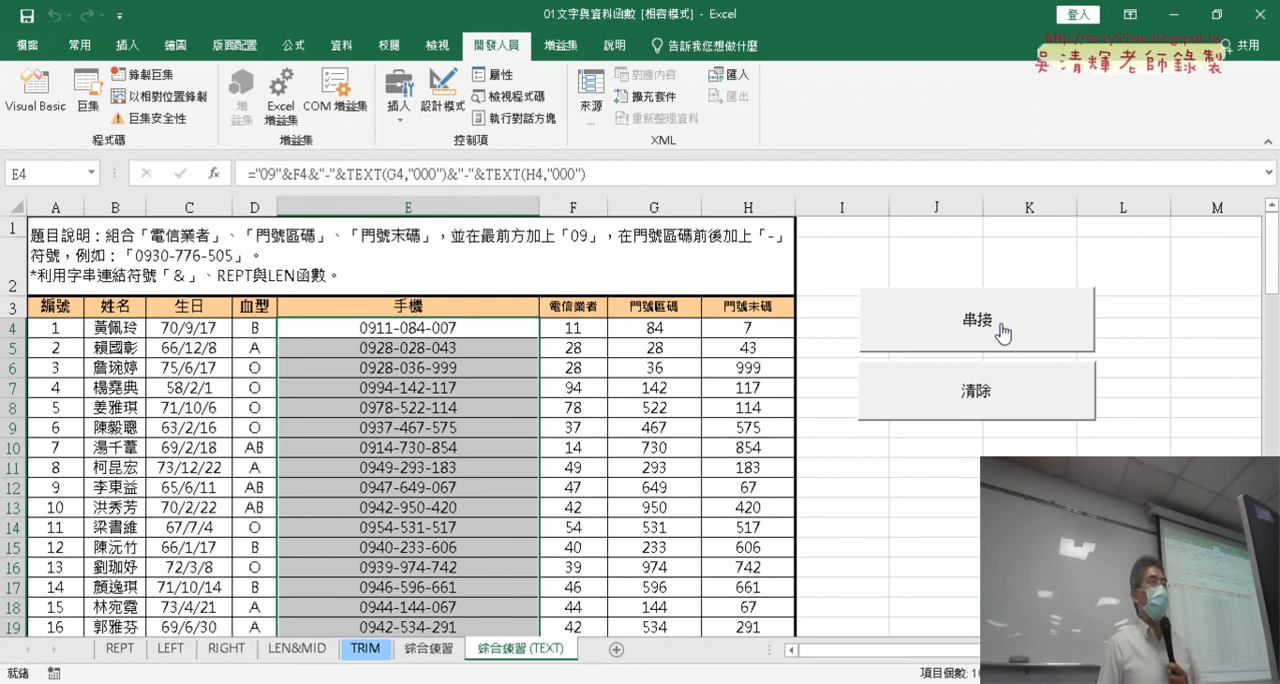 01文字與資料函數 [相容模式] - Excel
登入
檔案 常用 插入 繪圖 版面配置 公式 資料 校閱 檢視 開發人員 增益集 說明 告訴我您想做什麼 共用
http://terry55wu.blogspot.tw
吳清輝老師錄製
Visual Basic 巨集 錄製巨集 以相對位置錄製 巨集安全性 程式碼
增益集 Excel 增益集 COM 增益集 增益集
插入 設計模式 屬性 檢視程式碼 執行對話方塊 控制項
來源... 對應內容 擴充套件 重新整理資料 匯入 匯出 XML
E4 fx ="09"&F4&"-"&TEXT(G4,"000")&"-"&TEXT(H4,"000")
A B C D E F G H I J K L M
1 題目說明：組合「電信業者」、「門號區碼」、「門號末碼」，並在最前方加上「09」，在門號區碼前後加上「-」
符號，例如：「0930-776-505」。
2 *利用字串連結符號「&」、REPT與LEN函數。
3 編號 姓名 生日 血型 手機 電信業者 門號區碼 門號末碼
4 1 黃佩玲 70/9/17 B 0911-084-007 11 84 7
5 2 賴國彰 66/12/8 A 0928-028-043 28 28 43
6 3 詹琬婷 75/6/17 O 0928-036-999 28 36 999
7 4 楊堯典 58/2/1 O 0994-142-117 94 142 117
8 5 姜雅琪 71/10/6 O 0978-522-114 78 522 114
9 6 陳毅聰 63/2/16 O 0937-467-575 37 467 575
10 7 湯千葦 69/2/18 AB 0914-730-854 14 730 854
11 8 柯昆宏 73/12/22 A 0949-293-183 49 293 183
12 9 李東益 65/6/11 AB 0947-649-067 47 649 67
13 10 洪秀芳 70/2/22 AB 0942-950-420 42 950 420
14 11 梁書維 67/7/4 O 0954-531-517 54 531 517
15 12 陳沅竹 66/1/17 B 0940-233-606 40 233 606
16 13 劉珈妤 72/3/8 O 0939-974-742 39 974 742
17 14 顏逸琪 71/10/14 B 0946-596-661 46 596 661
18 15 林宛霓 73/4/21 A 0944-144-067 44 144 67
19 16 郭雅芬 69/6/30 A 0942-534-291 42 534 291
串接
清除
REPT LEFT RIGHT LEN&MID TRIM 綜合練習 綜合練習 (TEXT)
就緒 項目個數: